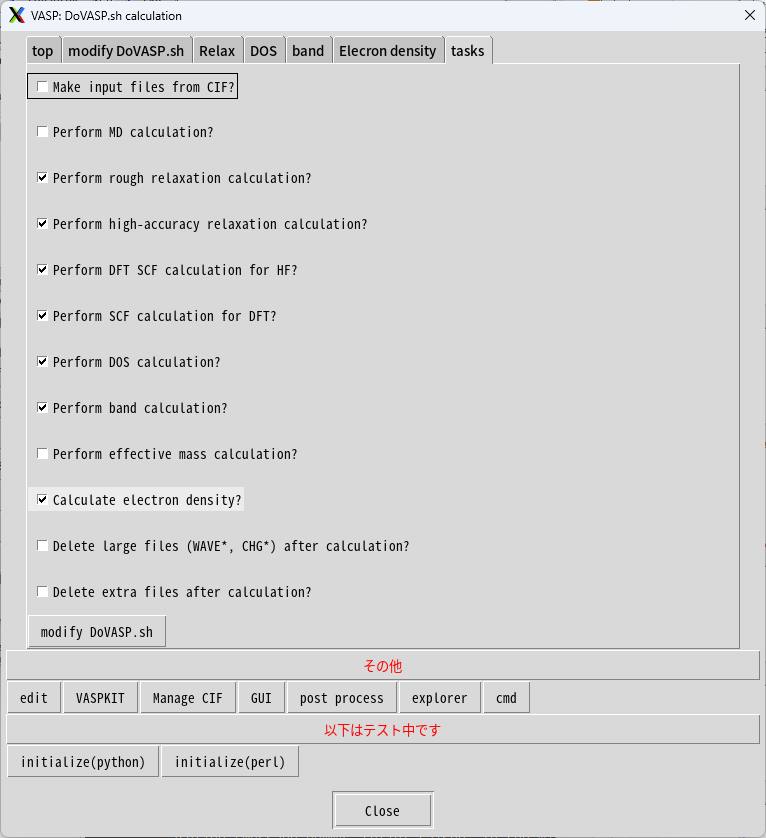 VASP: DoVASP.sh calculation
top modify DoVASP.sh Relax DOS band Elecron density tasks
Make input files from CIF?
Perform MD calculation?
Perform rough relaxation calculation?
Perform high-accuracy relaxation calculation?
Perform DFT SCF calculation for HF?
Perform SCF calculation for DFT?
Perform DOS calculation?
Perform band calculation?
Perform effective mass calculation?
Calculate electron density?
Delete large files (WAVE*, CHG*) after calculation?
Delete extra files after calculation?
modify DoVASP.sh
その他
edit VASPKIT Manage CIF GUI post process explorer cmd
以下はテスト中です
initialize(python) initialize(perl)
Close